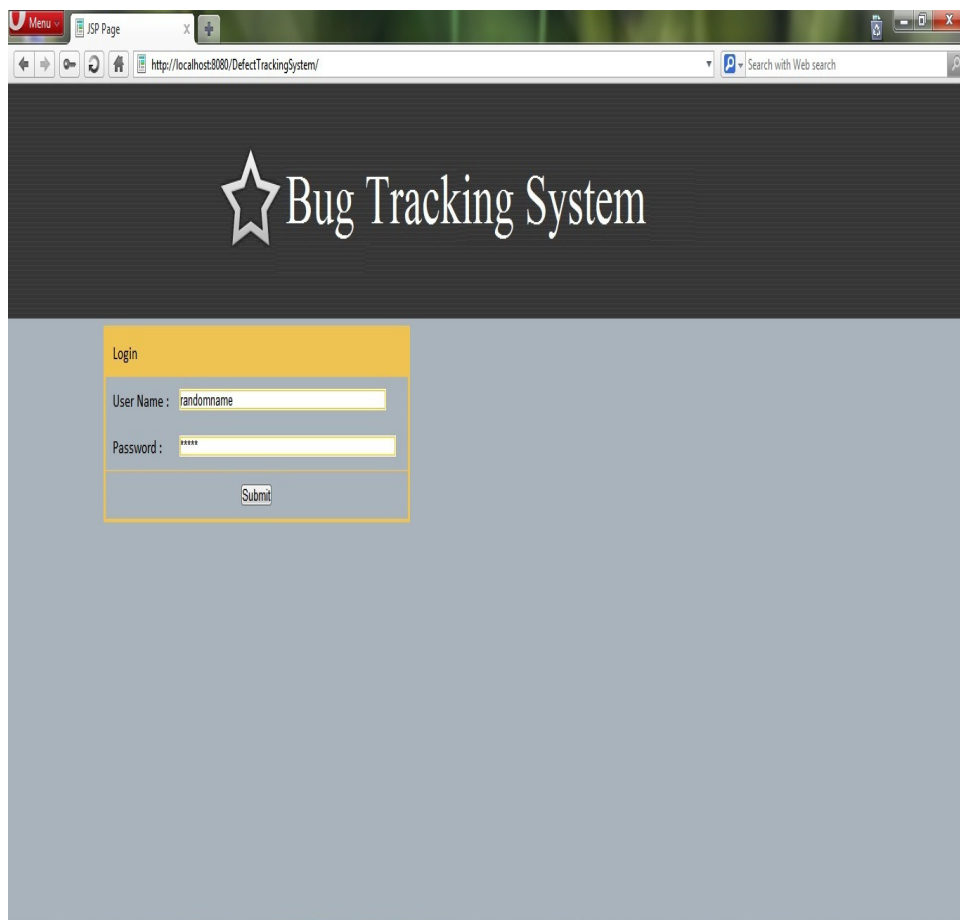 Menu
JSP Page
http://localhost:8080/DefectTrackingSystem/
Search with Web search
Bug Tracking System
Login
User Name :
randomname
Password :
*****
Submit